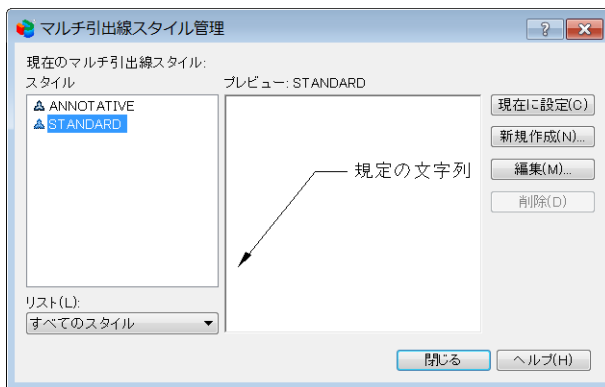 マルチ引出線スタイル管理
現在のマルチ引出線スタイル:
スタイル
プレビュー: STANDARD
ANNOTATIVE
STANDARD
規定の文字列
現在に設定(C)
新規作成(N)...
編集(M)...
削除(D)
リスト(L):
すべてのスタイル
閉じる
ヘルプ(H)